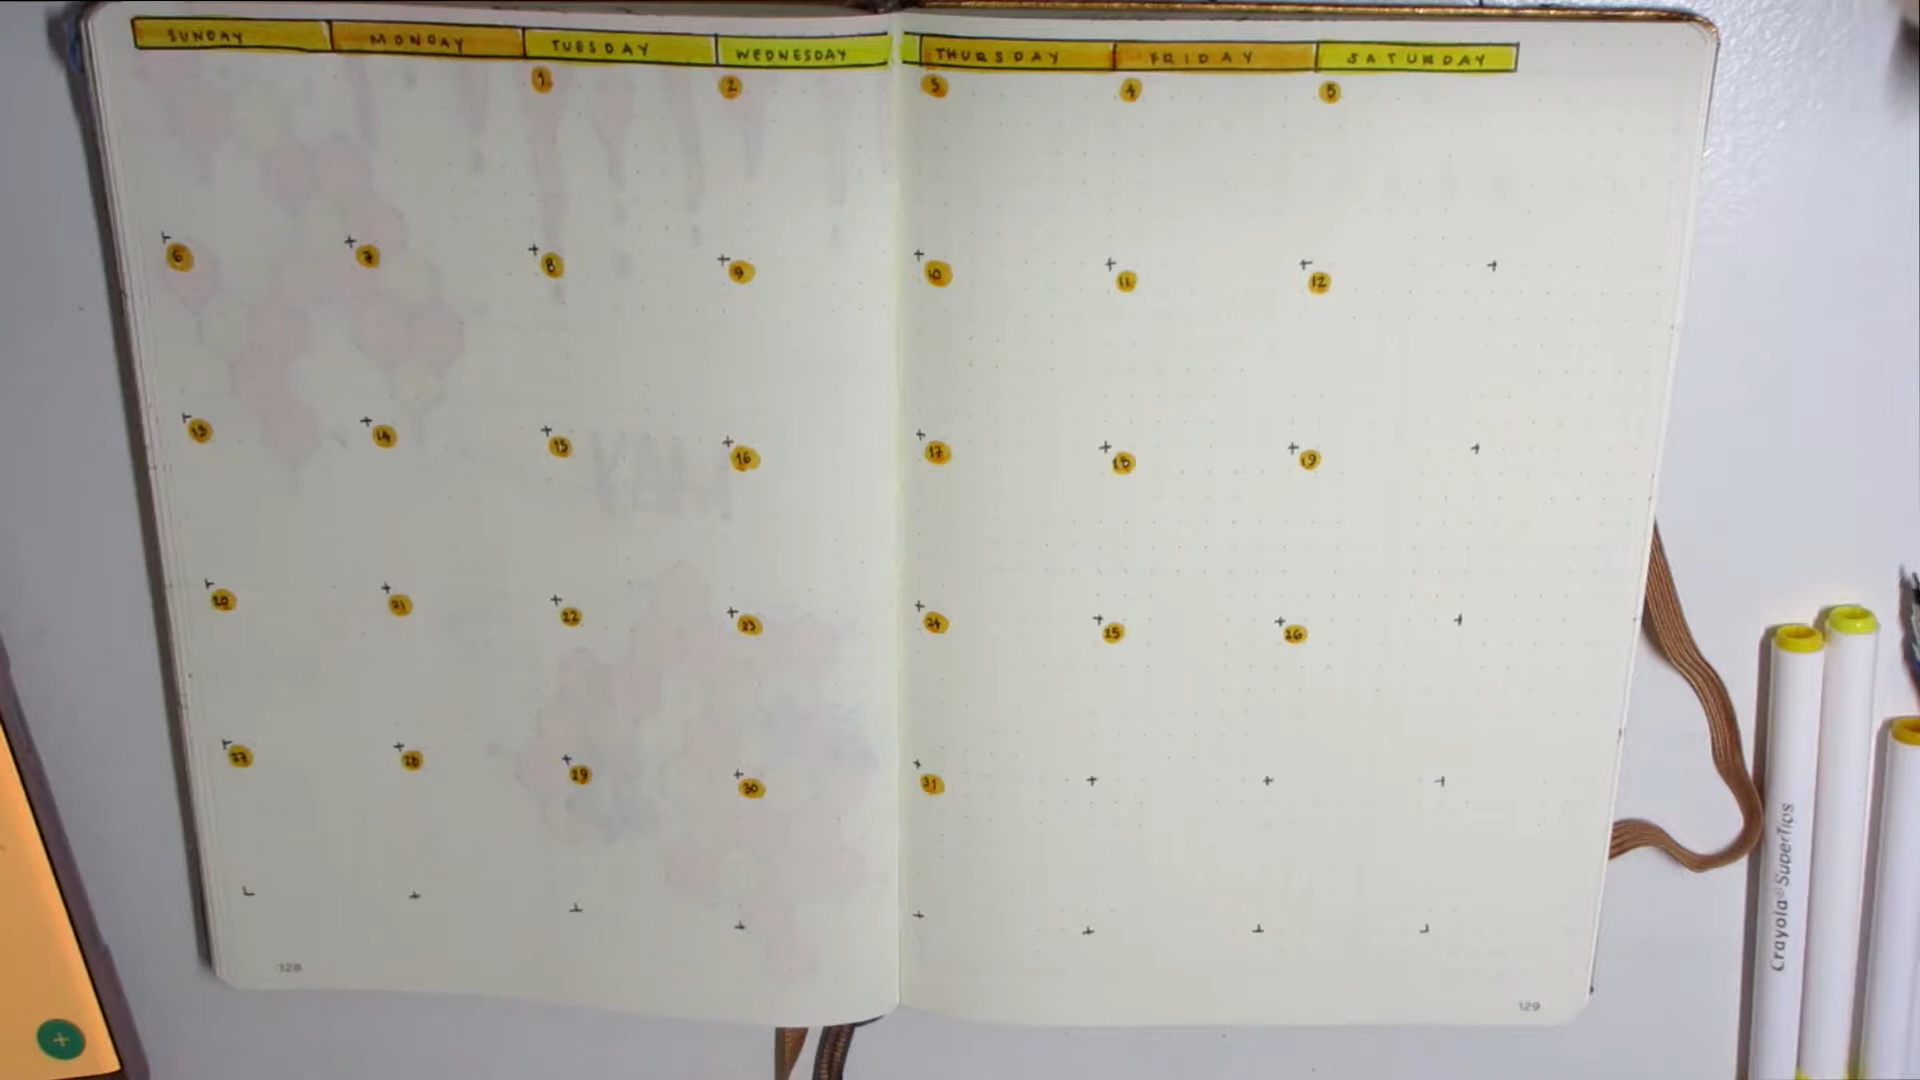 SUNDAY MONDAY TUESDAY WEDNESDAY THURSDAY FRIDAY SATURDAY
1 2 3 4 5
6 7 8 9 10 11 12
13 14 15 16 17 18 19
20 21 22 23 24 25 26
27 28 29 30 31
128 129
Crayola SuperTips